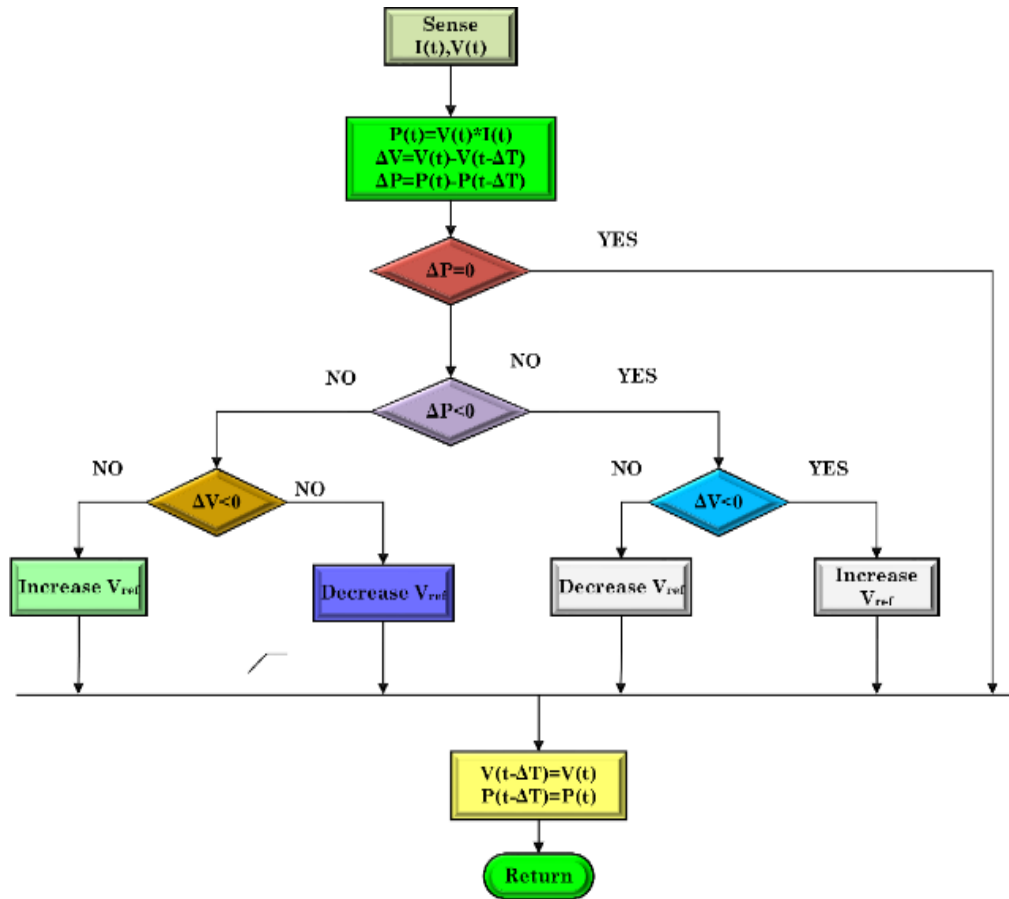 Sense
I(t),V(t)
P(t)=V(t)*I(t)
ΔV=V(t)-V(t-ΔT)
ΔP=P(t)-P(t-ΔT)
YES
ΔP=0
NO
NO
YES
ΔP<0
NO
ΔV<0
NO
NO
ΔV<0
YES
Increase Vref
Decrease Vref
Decrease Vref
Increase
Vref
V(t-ΔT)=V(t)
P(t-ΔT)=P(t)
Return